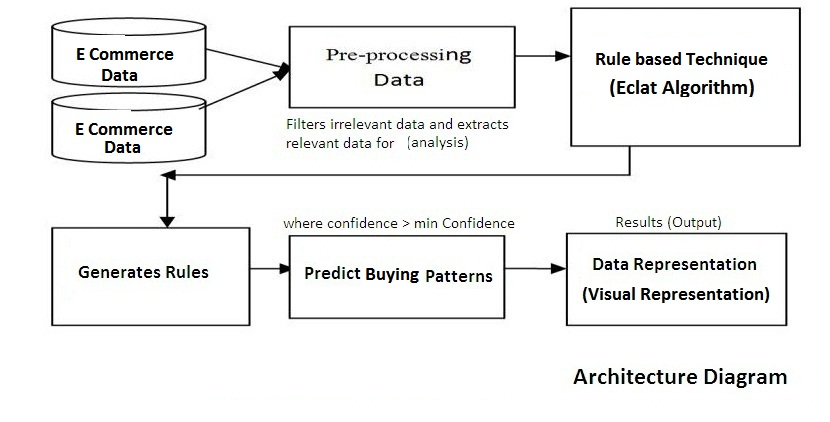 E Commerce
Data
E Commerce
Data
Pre-processing
Data
Filters irrelevant data and extracts
relevant data for (analysis)
Rule based Technique
(Eclat Algorithm)
Generates Rules
where confidence > min Confidence
Predict Buying Patterns
Results (Output)
Data Representation
(Visual Representation)
Architecture Diagram